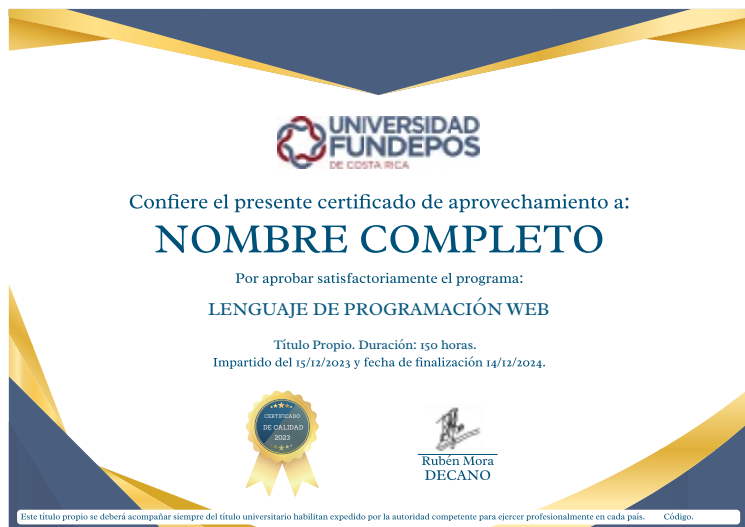 UNIVERSIDAD
FUNDEPOS
DE COSTA RICA
Confiere el presente certificado de aprovechamiento a:
NOMBRE COMPLETO
Por aprobar satisfactoriamente el programa:
LENGUAJE DE PROGRAMACIÓN WEB
Título Propio. Duración: 150 horas.
Impartido del 15/12/2023 y fecha de finalización 14/12/2024.
CERTIFICADO
DE CALIDAD
2023
Rubén Mora
DECANO
Este título propio se deberá acompañar siempre del título universitario habilitan expedido por la autoridad competente para ejercer profesionalmente en cada país. Código.